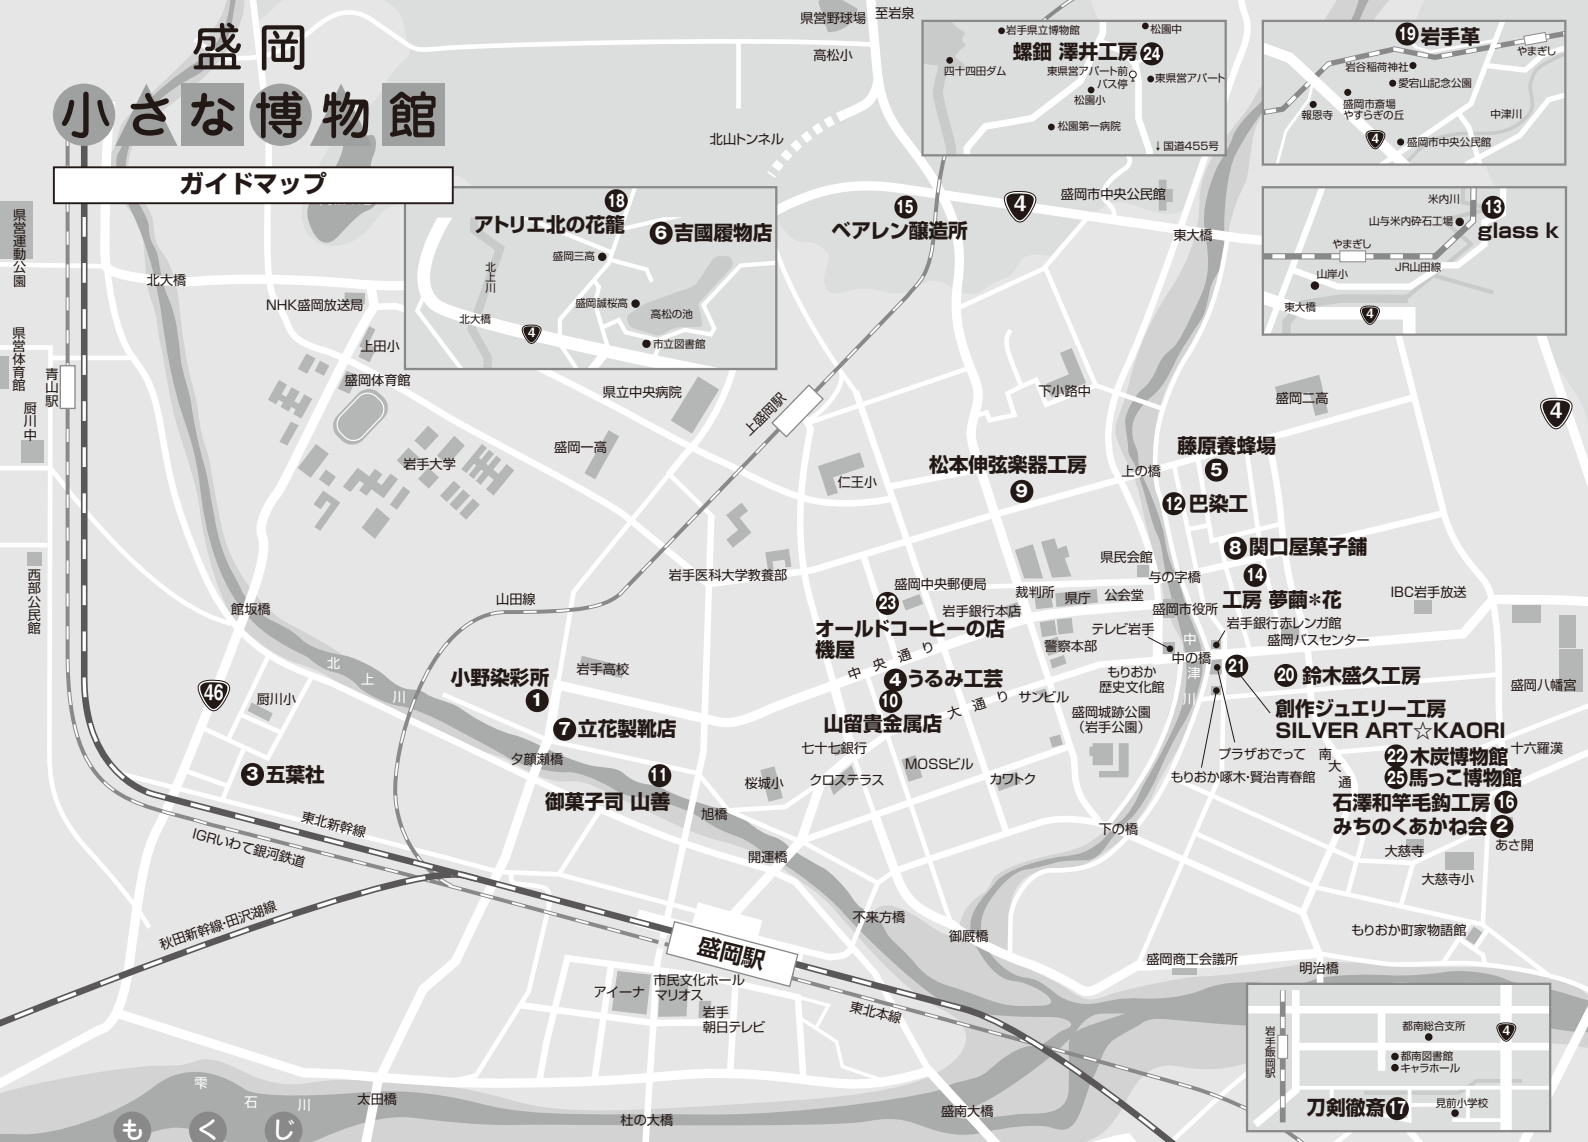 盛岡
小さな博物館
ガイドマップ
県営野球場
至岩泉
高松小
北山トンネル
岩手県立博物館
松園中
螺鈿 澤井工房 24
四十四田ダム
東県営アパート前
バス停
東県営アパート
松園小
松園第一病院
↓国道455号
19 岩手革
やまぎし
岩谷稲荷神社
愛宕山記念公園
盛岡市斎場
やすらぎの丘
報恩寺
中津川
4
盛岡市中央公民館
18
アトリエ北の花籠
6 吉國履物店
盛岡三高
北上川
盛岡誠桜高
高松の池
北大橋
4
市立図書館
15
ベアレン醸造所
4
盛岡市中央公民館
東大橋
米内川
13
glass k
山与米内砕石工場
やまぎし
JR山田線
山岸小
東大橋
4
県営運動公園
北大橋
NHK盛岡放送局
県営体育館
青山駅
厨川中
上田小
盛岡体育館
岩手大学
県立中央病院
盛岡一高
上盛岡駅
下小路中
盛岡二高
4
仁王小
松本伸弦楽器工房
9
上の橋
藤原養蜂場
5
12 巴染工
8 関口屋菓子舗
14
工房 夢繭*花
西部公民館
館坂橋
山田線
岩手医科大学教養部
盛岡中央郵便局
23
オールドコーヒーの店
機屋
岩手銀行本店
裁判所
県庁
公会堂
県民会館
与の字橋
盛岡市役所
岩手銀行赤レンガ館
盛岡バスセンター
IBC岩手放送
テレビ岩手
警察本部
中の橋
中津川
21
もりおか
歴史文化館
20 鈴木盛久工房
盛岡八幡宮
北上川
46
厨川小
小野染彩所
1
岩手高校
7 立花製靴店
夕顔瀬橋
3 五葉社
11
御菓子司 山善
中央通り
4 うるみ工芸
10
山留貴金属店
大通り
サンビル
盛岡城跡公園
(岩手公園)
創作ジュエリー工房
SILVER ART☆KAORI
プラザおでって
もりおか啄木・賢治青春館
南大通
22 木炭博物館
十六羅漢
25 馬っこ博物館
石澤和竿毛鈎工房 16
みちのくあかね会 2
あさ開
大慈寺
大慈寺小
七十七銀行
MOSSビル
桜城小
クロステラス
カワトク
旭橋
開運橋
下の橋
東北新幹線
IGRいわて銀河鉄道
秋田新幹線・田沢湖線
不来方橋
御厩橋
盛岡駅
もりおか町家物語館
盛岡商工会議所
明治橋
アイーナ
市民文化ホール
マリオス
岩手
朝日テレビ
東北本線
岩手飯岡駅
都南総合支所
4
都南図書館
キャラホール
刀剣徹斎 17
見前小学校
雫石川
太田橋
杜の大橋
盛南大橋
もくじ